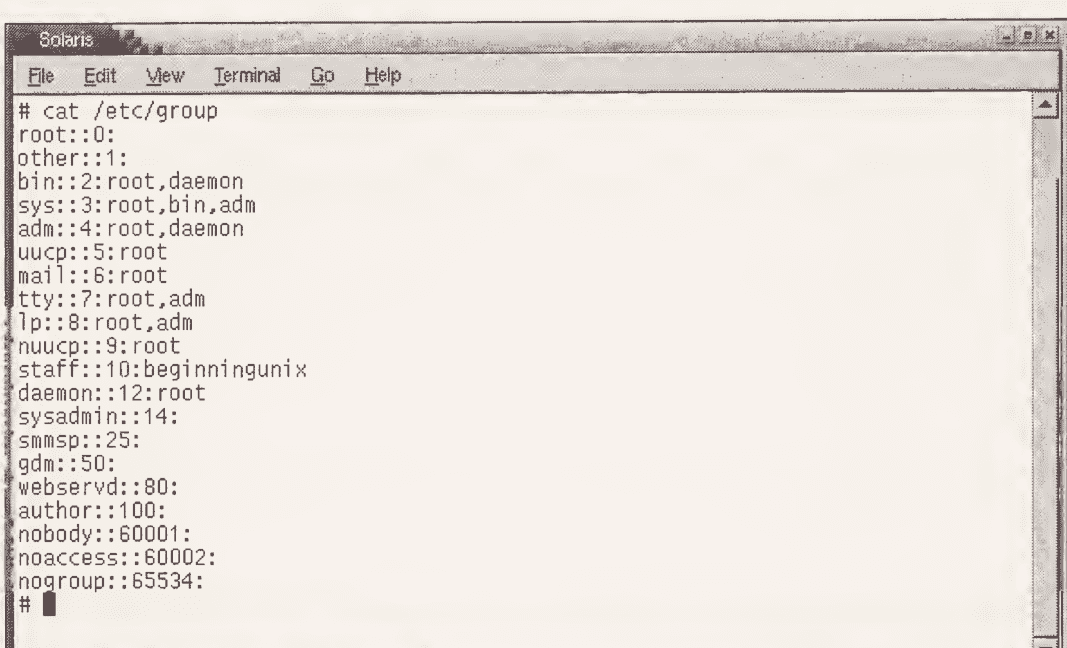 Solaris
File Edit View Terminal Go Help
# cat /etc/group
root::0:
other::1:
bin::2:root,daemon
sys::3:root,bin,adm
adm::4:root,daemon
uucp::5:root
mail::6:root
tty::7:root,adm
lp::8:root,adm
nuucp::9:root
staff::10:beginningunix
daemon::12:root
sysadmin::14:
smmsp::25:
gdm::50:
webservd::80:
author::100:
nobody::60001:
noaccess::60002:
nogroup::65534:
#